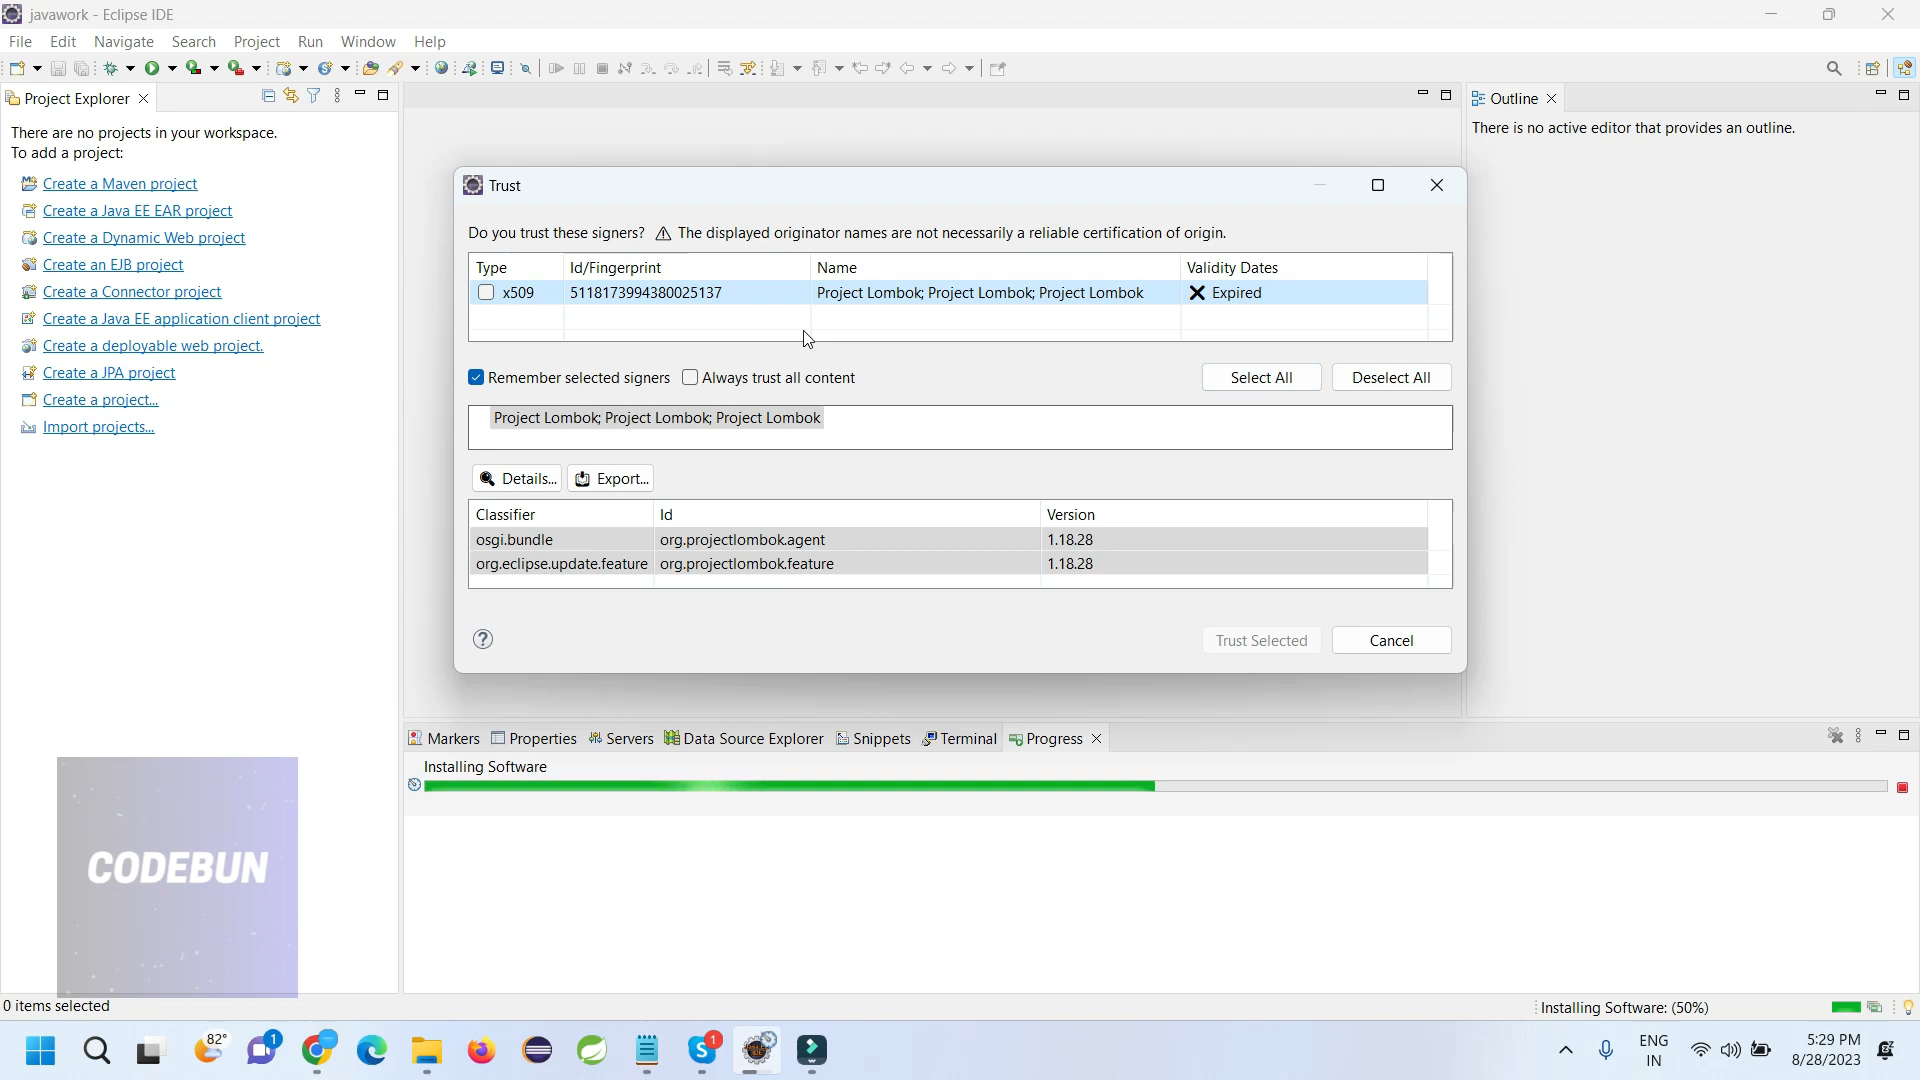 javawork - Eclipse IDE
File Edit Navigate Search Project Run Window Help
Project Explorer
There are no projects in your workspace.
To add a project:
Create a Maven project
Create a Java EE EAR project
Create a Dynamic Web project
Create an EJB project
Create a Connector project
Create a Java EE application client project
Create a deployable web project.
Create a JPA project
Create a project...
Import projects...
Outline
There is no active editor that provides an outline.
Trust
Do you trust these signers? The displayed originator names are not necessarily a reliable certification of origin.
Type Id/Fingerprint Name Validity Dates
x509 5118173994380025137 Project Lombok; Project Lombok; Project Lombok Expired
Remember selected signers Always trust all content Select All Deselect All
Project Lombok; Project Lombok; Project Lombok
Details... Export...
Classifier Id Version
osgi.bundle org.projectlombok.agent 1.18.28
org.eclipse.update.feature org.projectlombok.feature 1.18.28
Trust Selected Cancel
Markers Properties Servers Data Source Explorer Snippets Terminal Progress
Installing Software
CODEBUN
0 items selected
Installing Software: (50%)
82°
1
1
ENG
IN
5:29 PM
8/28/2023